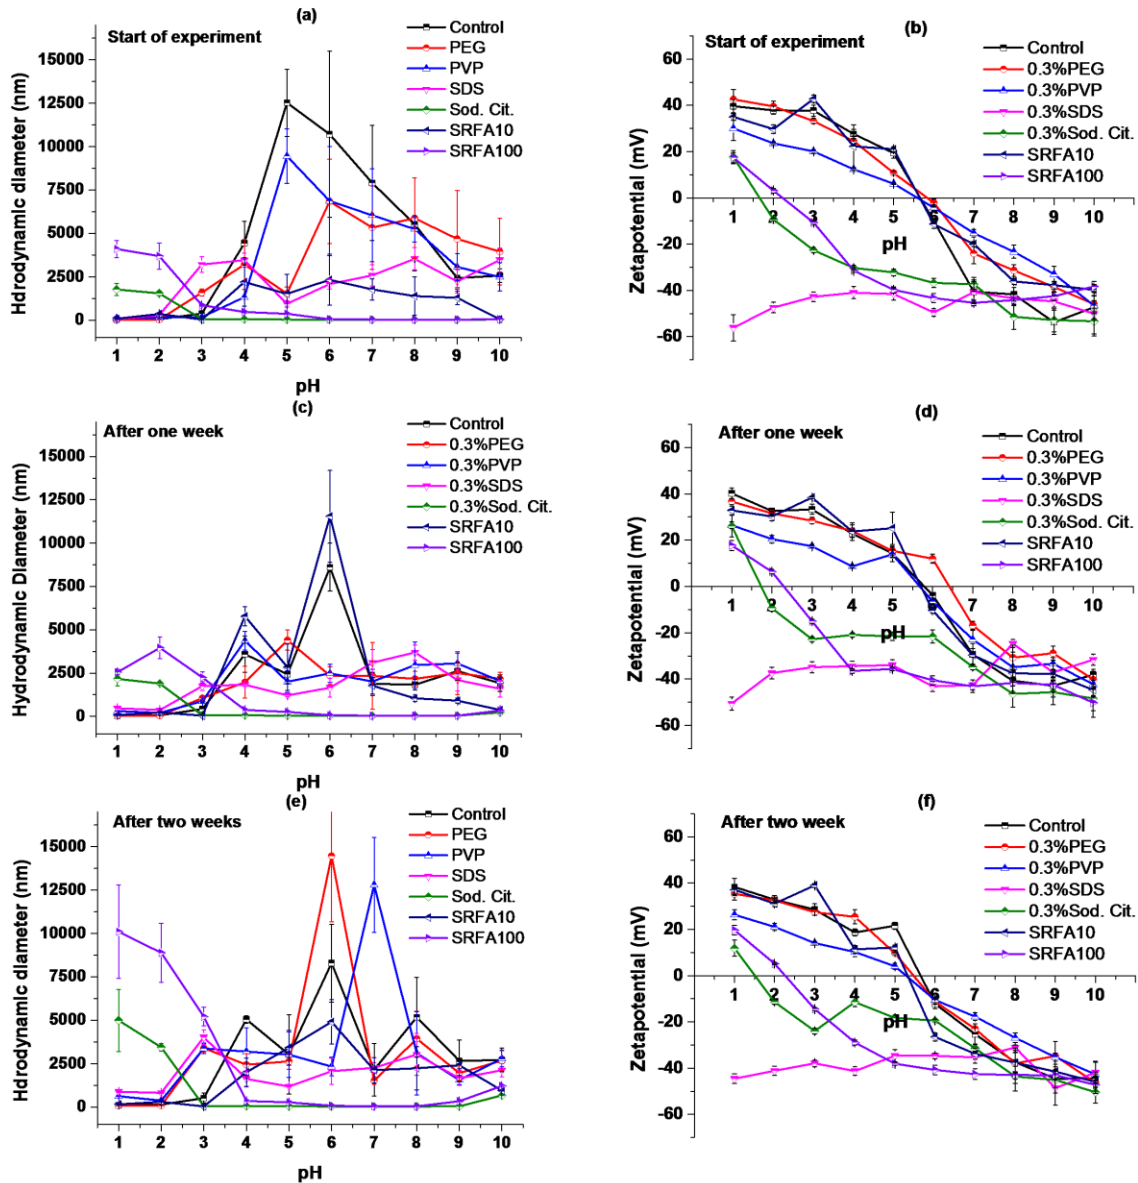 (a)
Start of experiment
Control
PEG
PVP
SDS
Sod. Cit.
SRFA10
SRFA100
Hdrodynamic diameter (nm)
15000
12500
10000
7500
5000
2500
0
1 2 3 4 5 6 7 8 9 10
pH
(b)
Start of experiment
Control
0.3%PEG
0.3%PVP
0.3%SDS
0.3%Sod. Cit.
SRFA10
SRFA100
Zetapotential (mV)
60
40
20
0
-20
-40
-60
1 2 3 4 5 6 7 8 9 10
pH
(c)
After one week
Control
0.3%PEG
0.3%PVP
0.3%SDS
0.3%Sod. Cit.
SRFA10
SRFA100
Hydrodynamic Diameter (nm)
15000
12500
10000
7500
5000
2500
0
1 2 3 4 5 6 7 8 9 10
pH
(d)
After one week
Control
0.3%PEG
0.3%PVP
0.3%SDS
0.3%Sod. Cit.
SRFA10
SRFA100
Zetapotential (mV)
60
40
20
0
-20
-40
-60
1 2 3 4 5 6 7 8 9 10
pH
(e)
After two weeks
Control
PEG
PVP
SDS
Sod. Cit.
SRFA10
SRFA100
Hdrodynamic diameter (nm)
15000
12500
10000
7500
5000
2500
0
1 2 3 4 5 6 7 8 9 10
pH
(f)
After two week
Control
0.3%PEG
0.3%PVP
0.3%SDS
0.3%Sod. Cit.
SRFA10
SRFA100
Zetapotential (mV)
60
40
20
0
-20
-40
-60
1 2 3 4 5 6 7 8 9 10
pH